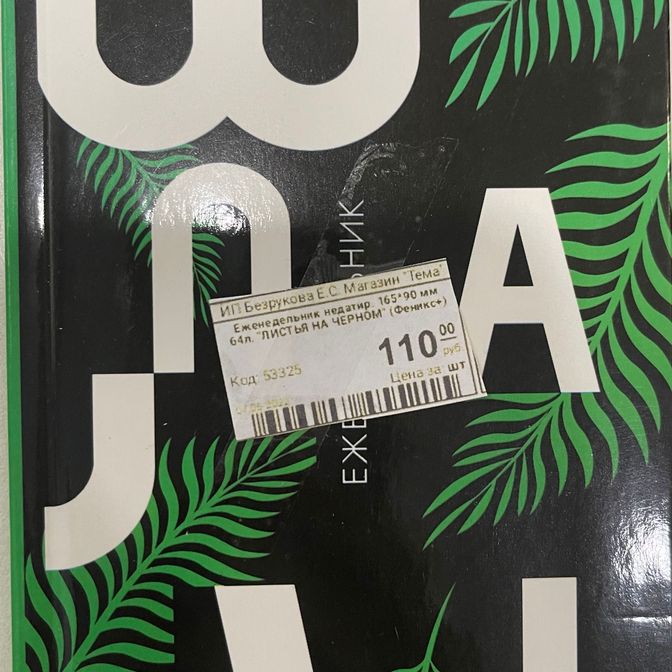 ИП Безрукова Е.С. Магазин "Тема"
Еженедельник недатир. 165*90 мм
64л. "ЛИСТЬЯ НА ЧЕРНОМ" (Феникс+)
110 00
руб
Код: 53325
Цена за: шт